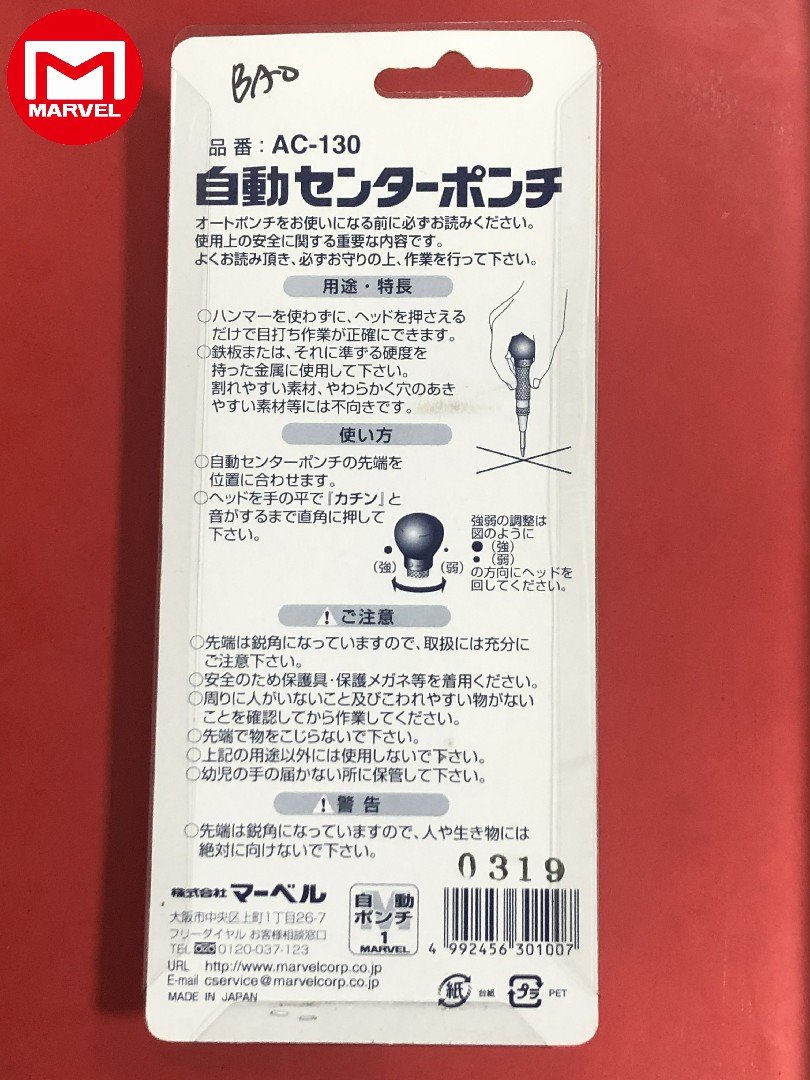 MARVEL
BAO
品番：AC-130
自動センターポンチ
オートポンチをお使いになる前に必ずお読みください。
使用上の安全に関する重要な内容です。
よくお読み頂き、必ずお守りの上、作業を行って下さい。
用途・特長
○ハンマーを使わずに、ヘッドを押さえる
だけで目打ち作業が正確にできます。
○鉄板または、それに準ずる硬度を
持った金属に使用して下さい。
割れやすい素材、やわらかく穴のあき
やすい素材等には不向きです。
使い方
○自動センターポンチの先端を
位置に合わせます。
○ヘッドを手の平で『カチン』と
音がするまで直角に押して
下さい。
(強) (弱)
強弱の調整は
図のように
●（強）
・（弱）
の方向にヘッドを
回してください。
ご注意
○先端は鋭角になっていますので、取扱には充分に
ご注意下さい。
○安全のため保護具・保護メガネ等を着用ください。
○周りに人がいないこと及びこわれやすい物がない
ことを確認してから作業してください。
○先端で物をこじらないで下さい。
○上記の用途以外には使用しないで下さい。
○幼児の手の届かない所に保管して下さい。
警告
○先端は鋭角になっていますので、人や生き物には
絶対に向けないで下さい。
0319
株式会社マーベル
大阪市中央区上町1丁目26-7
フリーダイヤル お客様相談窓口
TEL 0120-037-123
URL http://www.marvelcorp.co.jp
E-mail cservice@marvelcorp.co.jp
MADE IN JAPAN
自動
ポンチ
1
MARVEL
4 992456 301007
紙 台紙 プラ PET